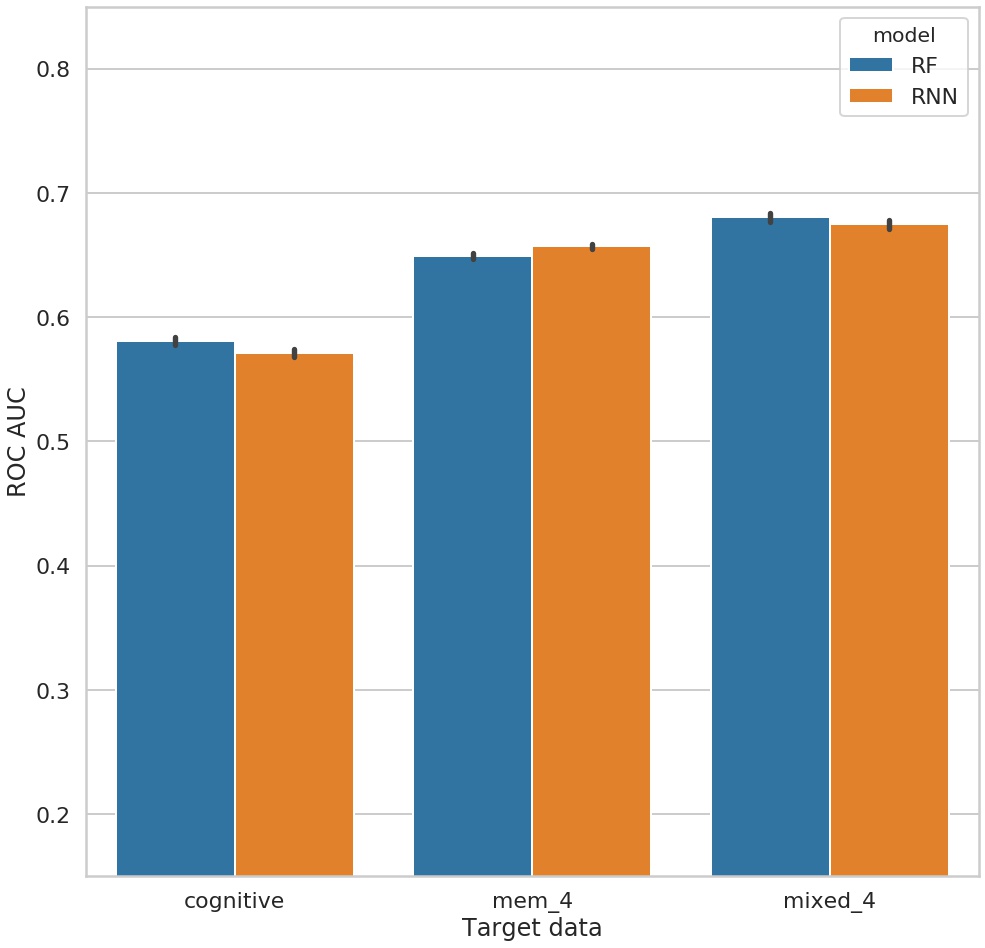 model
RF
RNN
0.8
0.7
0.6
0.5
0.4
0.3
0.2
ROC AUC
cognitive
mem_4
mixed_4
Target data